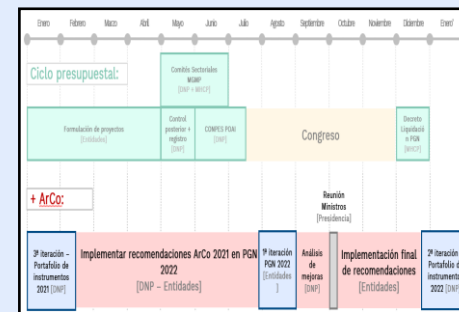 Enero Febrero Marzo Abril Mayo Junio Julio Agosto Septiembre Octubre Noviembre Diciembre Enero'
Ciclo presupuestal:
Comités Sectoriales
MGMP
[DNP + MHCP]
Formulación de proyectos
[Entidades]
Control
posterior +
registro
[DNP]
CONPES POAI
[DNP]
Congreso
Decreto
Liquidació
n PGN
[MHCP]
+ ArCo:
Reunión
Ministros
[Presidencia]
3ª iteración –
Portafolio de
instrumentos
2021 [DNP]
Implementar recomendaciones ArCo 2021 en PGN
2022
[DNP – Entidades]
1ª iteración
PGN 2022
[Entidades
]
Análisis
de
mejoras
[DNP]
Implementación final
de recomendaciones
[Entidades]
2ª iteración
Portafolio d
instrumento
2022 [DNP]